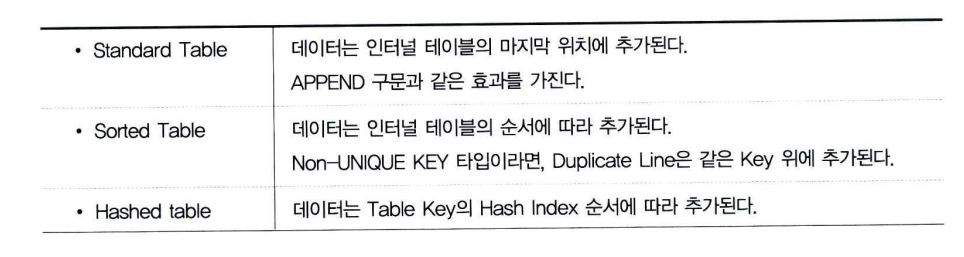 • Standard Table
데이터는 인터널 테이블의 마지막 위치에 추가된다.
APPEND 구문과 같은 효과를 가진다.
• Sorted Table
데이터는 인터널 테이블의 순서에 따라 추가된다.
Non-UNIQUE KEY 타입이라면, Duplicate Line은 같은 Key 위에 추가된다.
• Hashed table
데이터는 Table Key의 Hash Index 순서에 따라 추가된다.